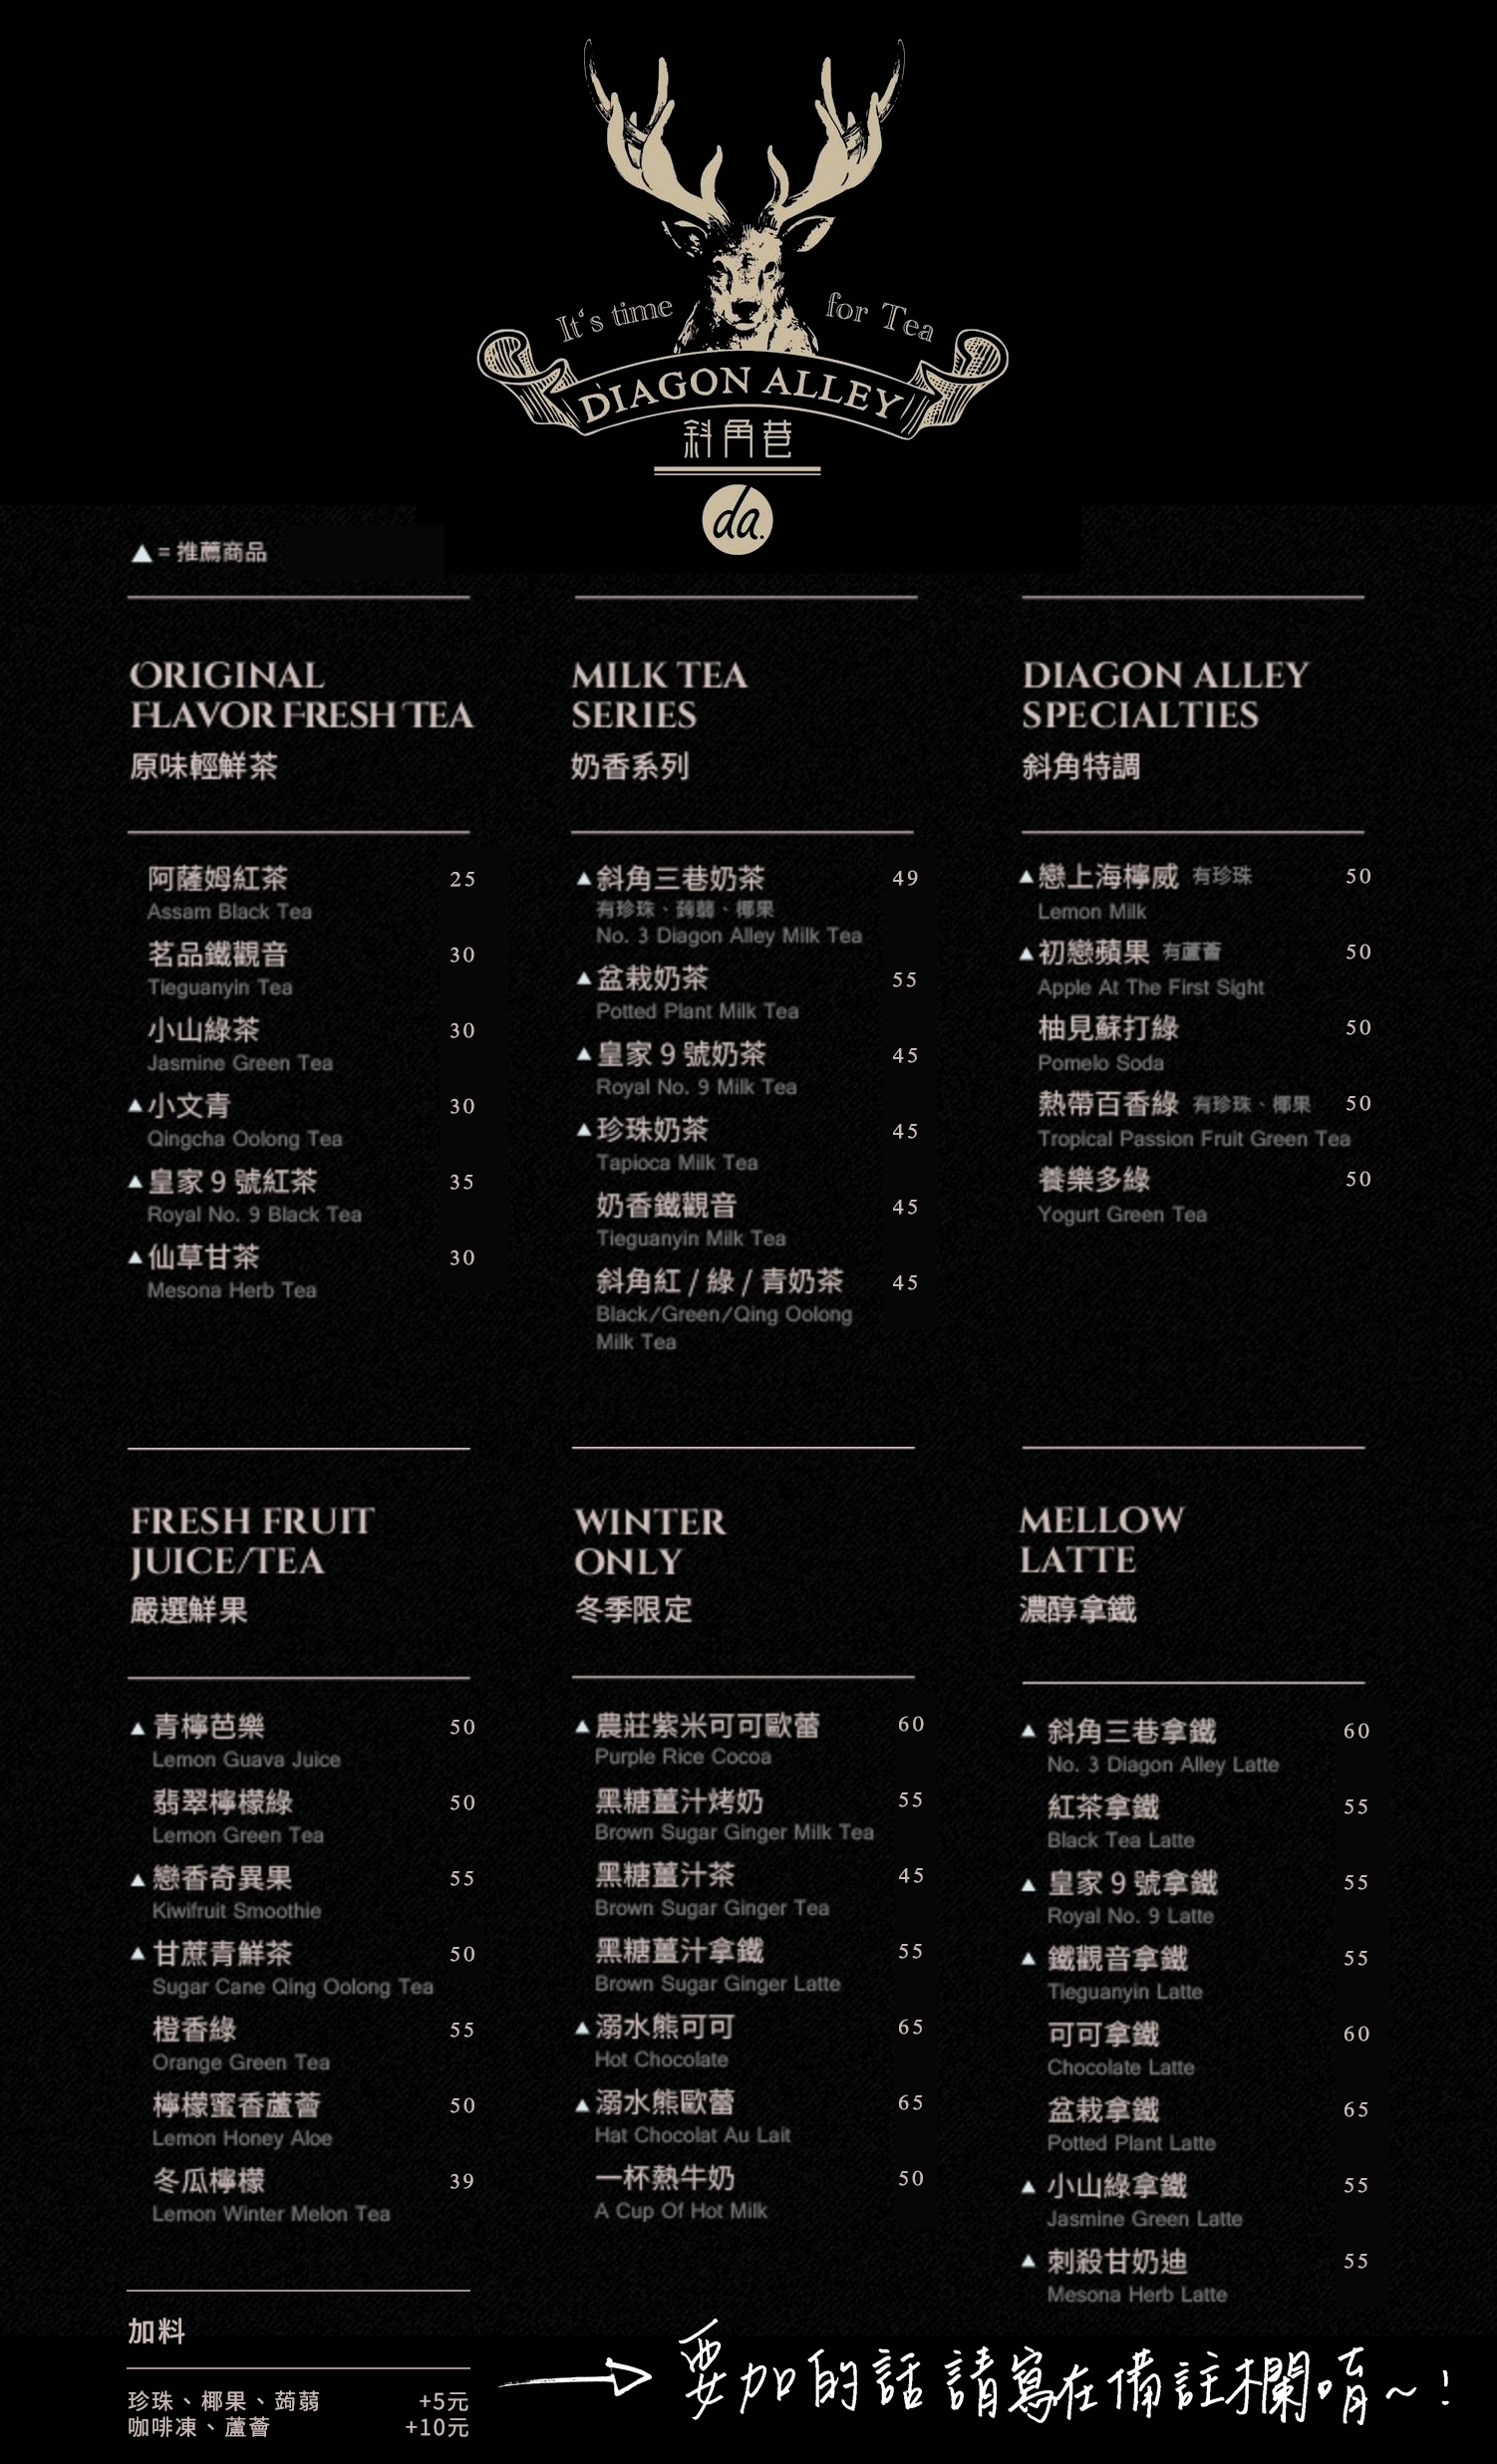 It's time for Tea
DIAGON ALLEY
斜角巷
da.
▲= 推薦商品
ORIGINAL
FLAVOR FRESH TEA
原味輕鮮茶
阿薩姆紅茶 25
Assam Black Tea
茗品鐵觀音 30
Tieguanyin Tea
小山綠茶 30
Jasmine Green Tea
▲小文青 30
Qingcha Oolong Tea
▲皇家 9 號紅茶 35
Royal No. 9 Black Tea
▲仙草甘茶 30
Mesona Herb Tea
MILK TEA
SERIES
奶香系列
▲斜角三巷奶茶 49
有珍珠、蒟蒻、椰果
No. 3 Diagon Alley Milk Tea
▲盆栽奶茶 55
Potted Plant Milk Tea
▲皇家 9 號奶茶 45
Royal No. 9 Milk Tea
▲珍珠奶茶 45
Tapioca Milk Tea
奶香鐵觀音 45
Tieguanyin Milk Tea
斜角紅 / 綠 / 青奶茶 45
Black/Green/Qing Oolong
Milk Tea
DIAGON ALLEY
SPECIALTIES
斜角特調
▲戀上海檸威 有珍珠 50
Lemon Milk
▲初戀蘋果 有蘆薈 50
Apple At The First Sight
柚見蘇打綠 50
Pomelo Soda
熱帶百香綠 有珍珠、椰果 50
Tropical Passion Fruit Green Tea
養樂多綠 50
Yogurt Green Tea
FRESH FRUIT
JUICE/TEA
嚴選鮮果
▲青檸芭樂 50
Lemon Guava Juice
翡翠檸檬綠 50
Lemon Green Tea
▲戀香奇異果 55
Kiwifruit Smoothie
▲甘蔗青鮮茶 50
Sugar Cane Qing Oolong Tea
橙香綠 55
Orange Green Tea
檸檬蜜香蘆薈 50
Lemon Honey Aloe
冬瓜檸檬 39
Lemon Winter Melon Tea
WINTER
ONLY
冬季限定
▲農莊紫米可可歐蕾 60
Purple Rice Cocoa
黑糖薑汁烤奶 55
Brown Sugar Ginger Milk Tea
黑糖薑汁茶 45
Brown Sugar Ginger Tea
黑糖薑汁拿鐵 55
Brown Sugar Ginger Latte
▲溺水熊可可 65
Hot Chocolate
▲溺水熊歐蕾 65
Hat Chocolat Au Lait
一杯熱牛奶 50
A Cup Of Hot Milk
MELLOW
LATTE
濃醇拿鐵
▲斜角三巷拿鐵 60
No. 3 Diagon Alley Latte
紅茶拿鐵 55
Black Tea Latte
▲皇家 9 號拿鐵 55
Royal No. 9 Latte
▲鐵觀音拿鐵 55
Tieguanyin Latte
可可拿鐵 60
Chocolate Latte
盆栽拿鐵 65
Potted Plant Latte
▲小山綠拿鐵 55
Jasmine Green Latte
▲刺殺甘奶迪 55
Mesona Herb Latte
加料
珍珠、椰果、蒟蒻 +5元
咖啡凍、蘆薈 +10元
要加的話請寫在備註欄唷~!